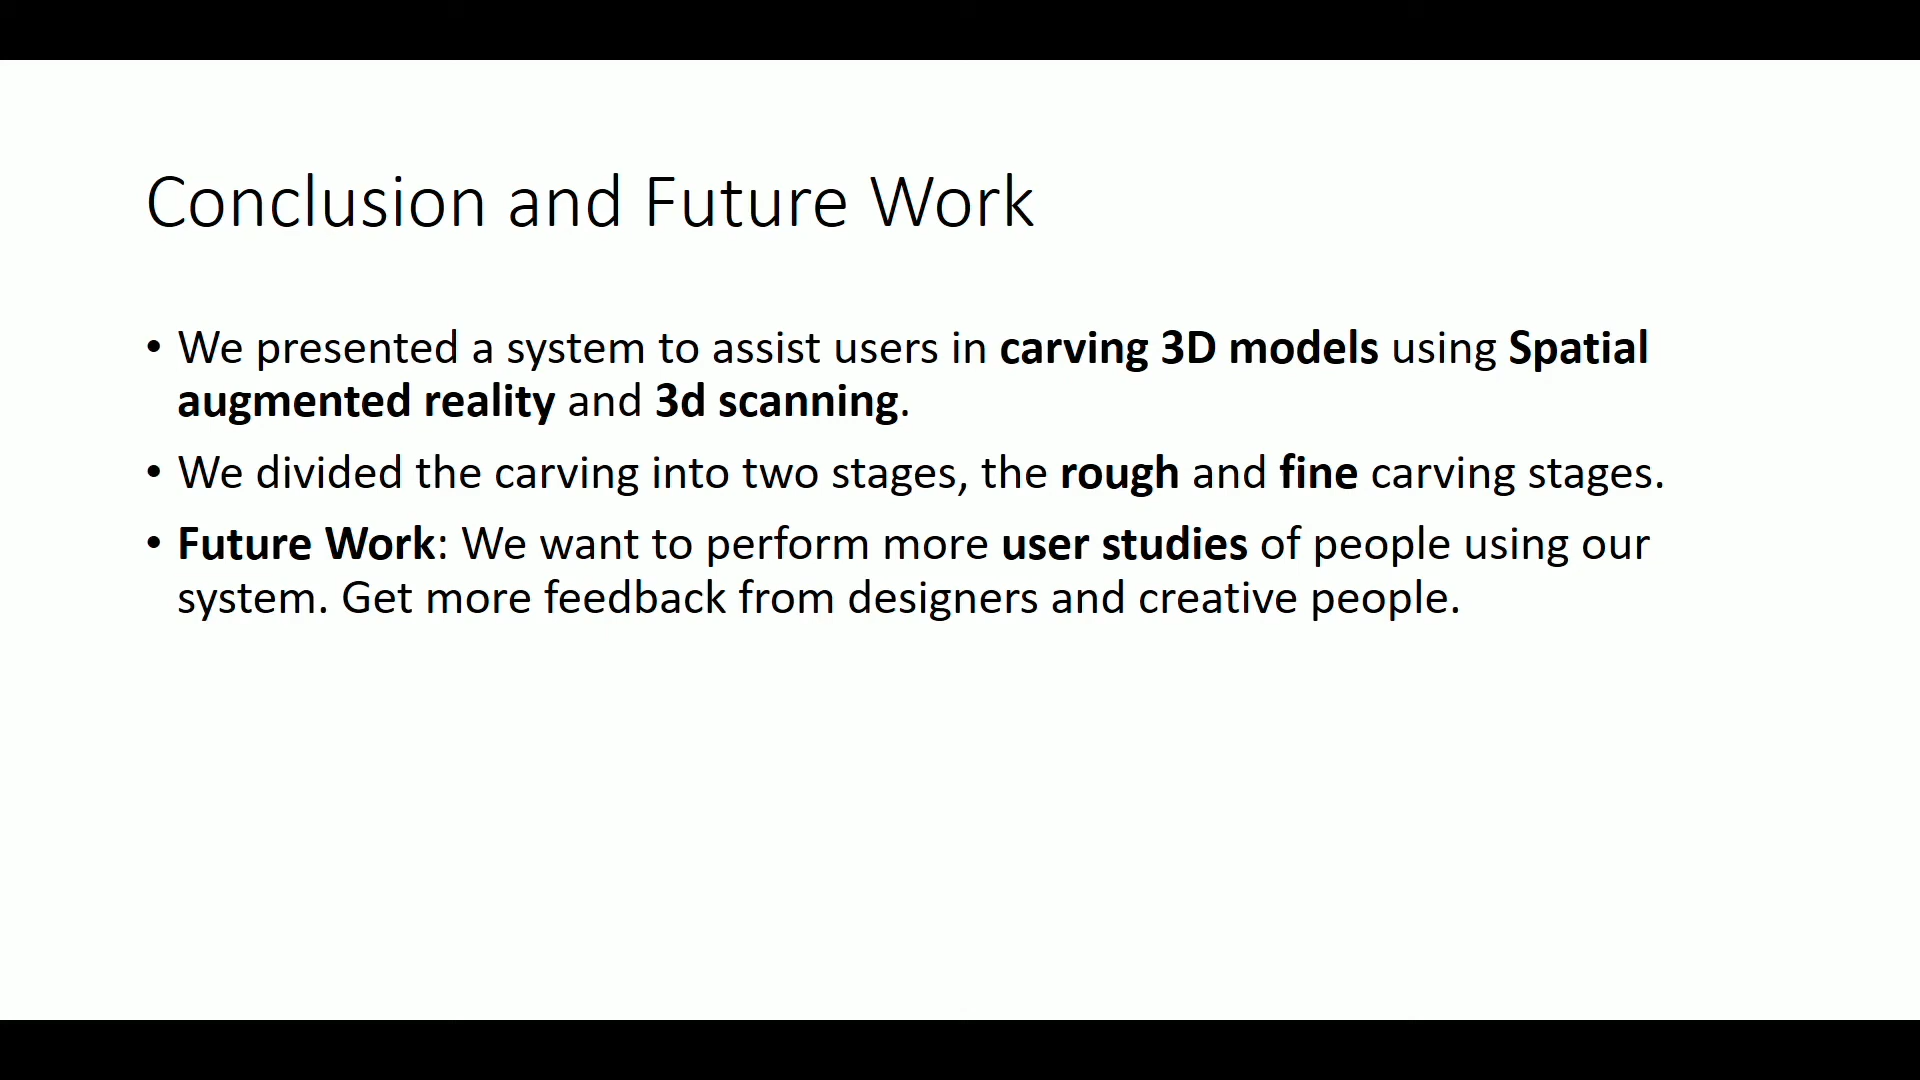 Conclusion and Future Work
• We presented a system to assist users in carving 3D models using Spatial
augmented reality and 3d scanning.
• We divided the carving into two stages, the rough and fine carving stages.
• Future Work: We want to perform more user studies of people using our
system. Get more feedback from designers and creative people.